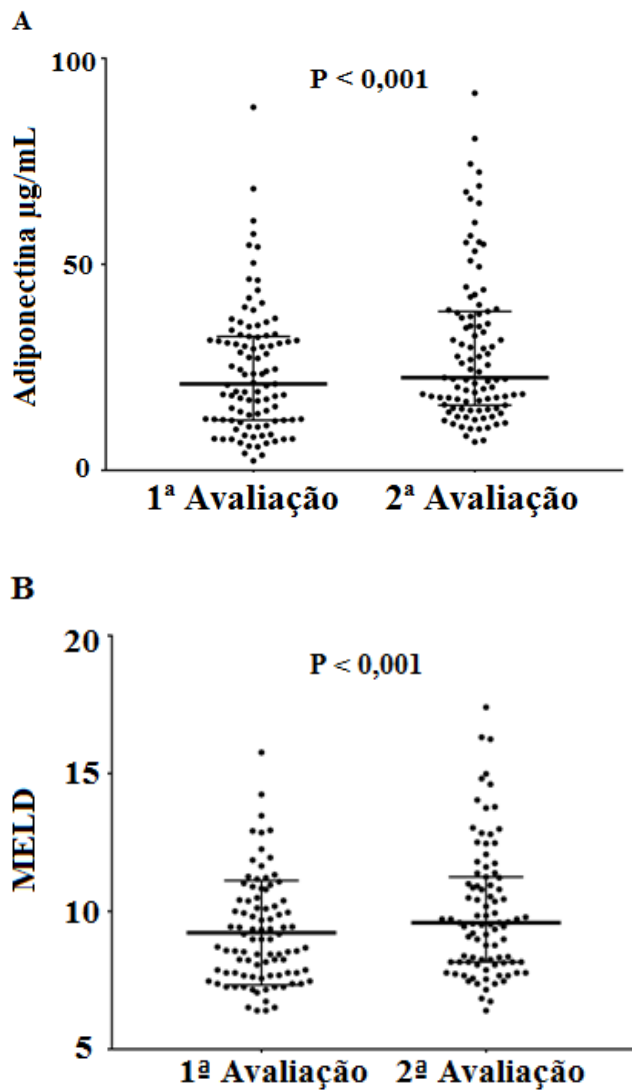 A
100
P < 0,001
Adiponectina µg/mL
50
0
1ª Avaliação 2ª Avaliação
B
20
P < 0,001
15
MELD
10
5
1ª Avaliação 2ª Avaliação